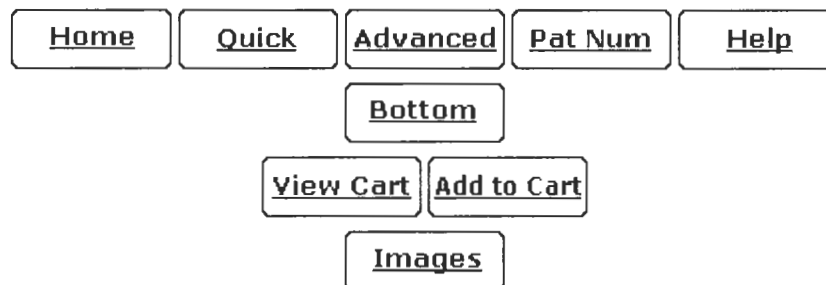 Home Quick Advanced Pat Num Help
Bottom
View Cart Add to Cart
Images